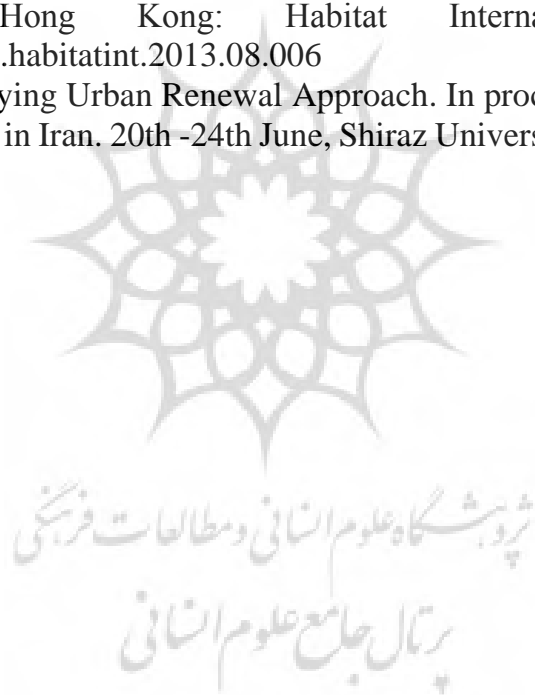 Hong Kong: Habitat Interna
.habitatint.2013.08.006
ying Urban Renewal Approach. In proc
in Iran. 20th -24th June, Shiraz Univers
پژوهشگاه علوم انسانی و مطالعات فرهنگی
پرتال جامع علوم انسانی